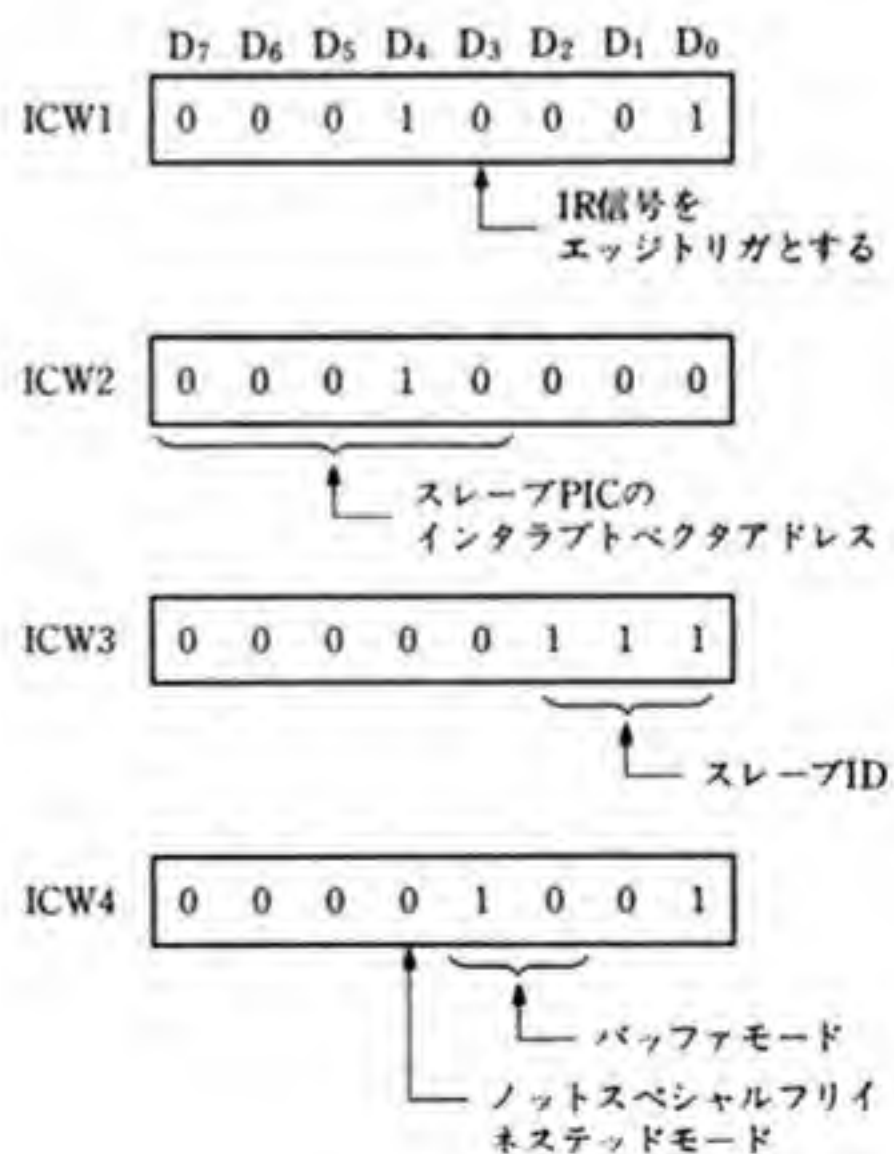 D₇ D₆ D₅ D₄ D₃ D₂ D₁ D₀
ICW1 0 0 0 1 0 0 0 1
IR信号を
エッジトリガとする
ICW2 0 0 0 1 0 0 0 0
スレーブPICの
インタラプトベクタアドレス
ICW3 0 0 0 0 0 1 1 1
スレーブID
ICW4 0 0 0 0 1 0 0 1
バッファモード
ノットスペシャルフリイ
ネステッドモード